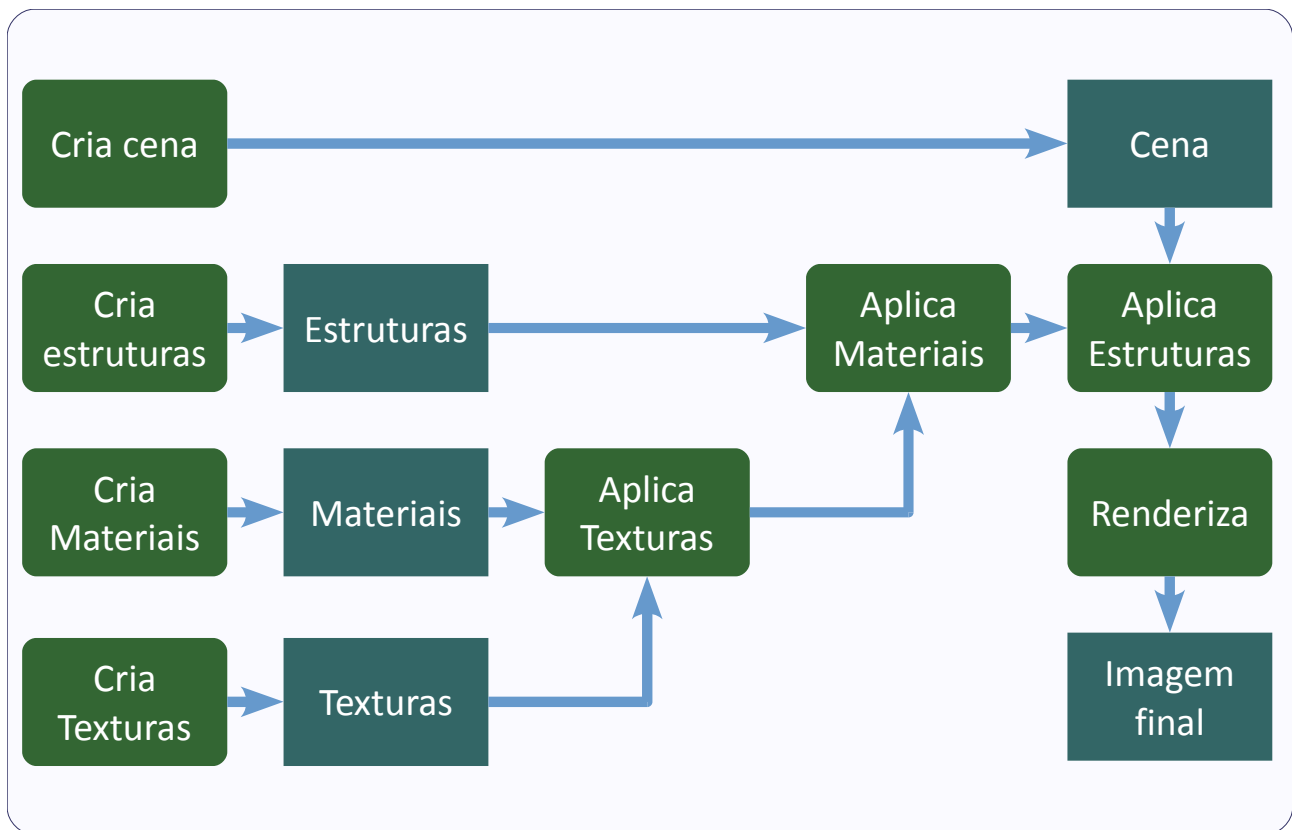 Cria cena
Cena
Cria
estruturas
Estruturas
Aplica
Materiais
Aplica
Estruturas
Cria
Materiais
Materiais
Aplica
Texturas
Renderiza
Cria
Texturas
Texturas
Imagem
final